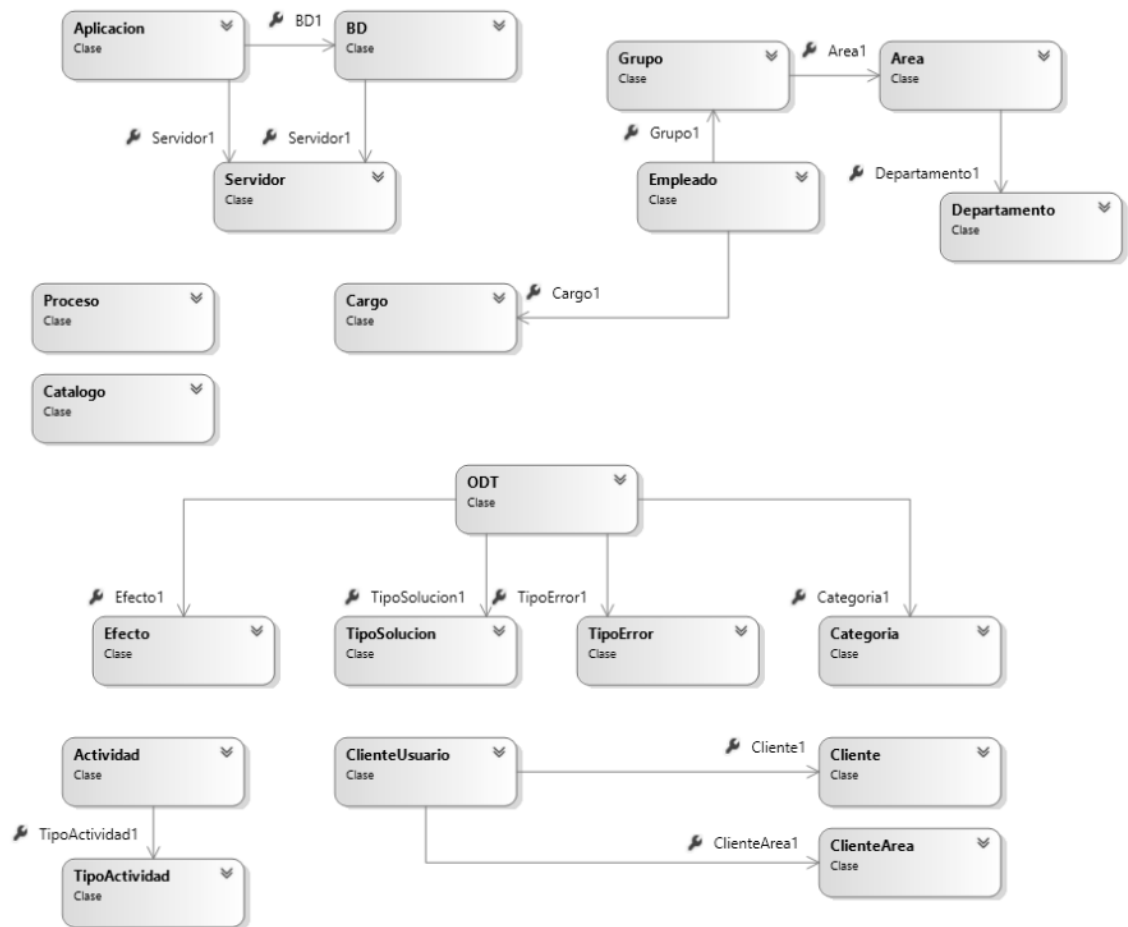 Aplicacion
Clase
BD1
BD
Clase
Grupo
Clase
Area1
Area
Clase
Servidor1
Servidor1
Grupo1
Servidor
Clase
Empleado
Clase
Departamento1
Departamento
Clase
Proceso
Clase
Cargo
Clase
Cargo1
Catalogo
Clase
ODT
Clase
Efecto1
TipoSolucion1
TipoError1
Categoria1
Efecto
Clase
TipoSolucion
Clase
TipoError
Clase
Categoria
Clase
Actividad
Clase
ClienteUsuario
Clase
Cliente1
Cliente
Clase
TipoActividad1
ClienteArea1
ClienteArea
Clase
TipoActividad
Clase